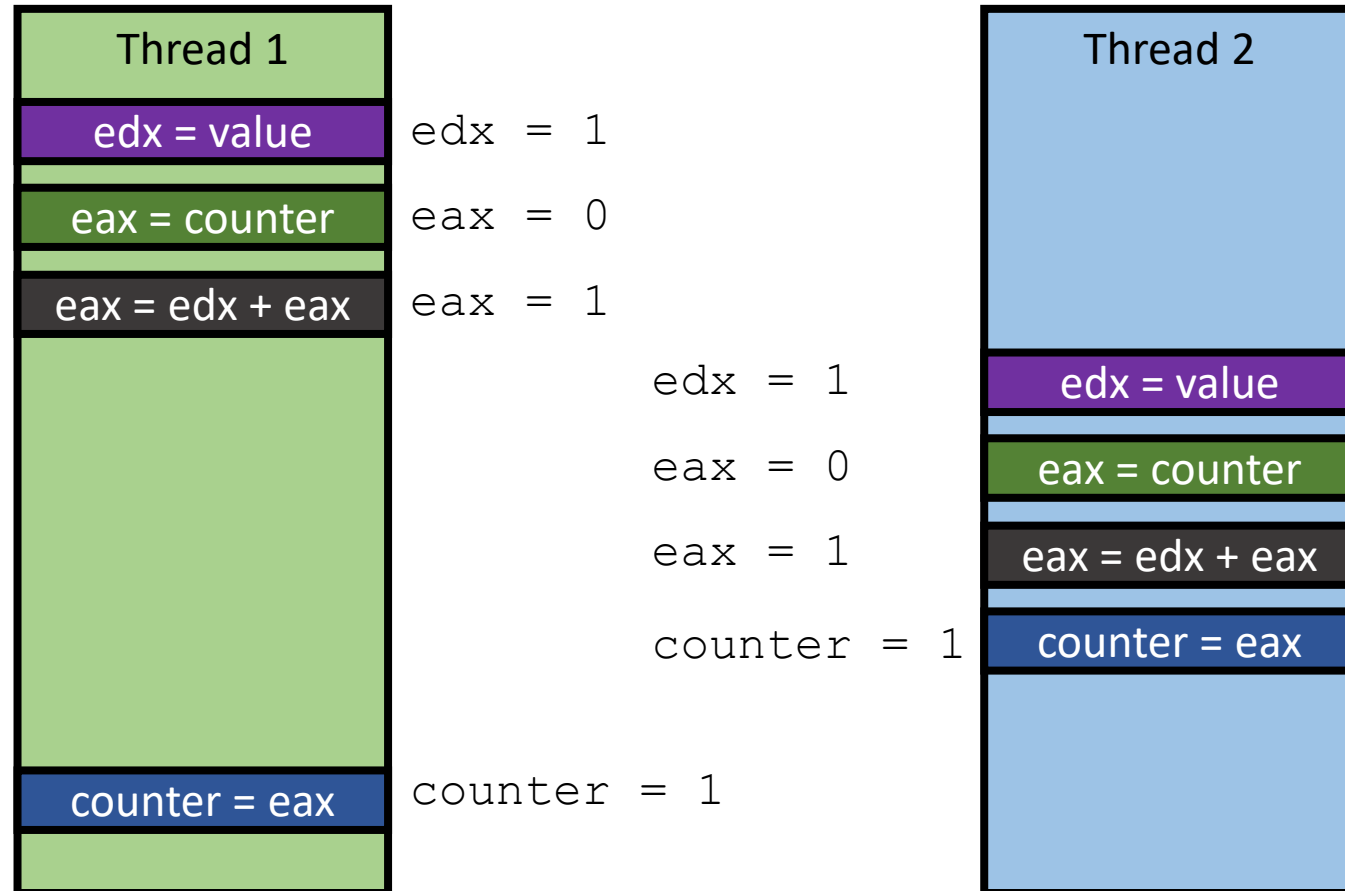 Thread 1
edx = value
edx = 1
eax = counter
eax = 0
eax = edx + eax
eax = 1
Thread 2
edx = 1
edx = value
eax = 0
eax = counter
eax = 1
eax = edx + eax
counter = 1
counter = eax
counter = eax
counter = 1